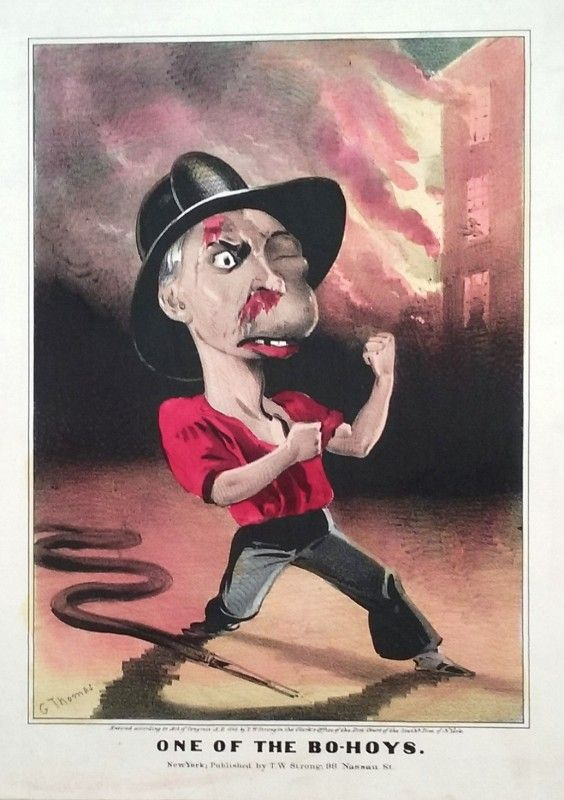 G Thomas
Entered according to Act of Congress A.D. by T.W Strong in the Clerk's Office of the Dist. Court of the South'n Dist. of N.York.
ONE OF THE BO-HOYS.
New York; Published by T.W Strong, 98 Nassau St.